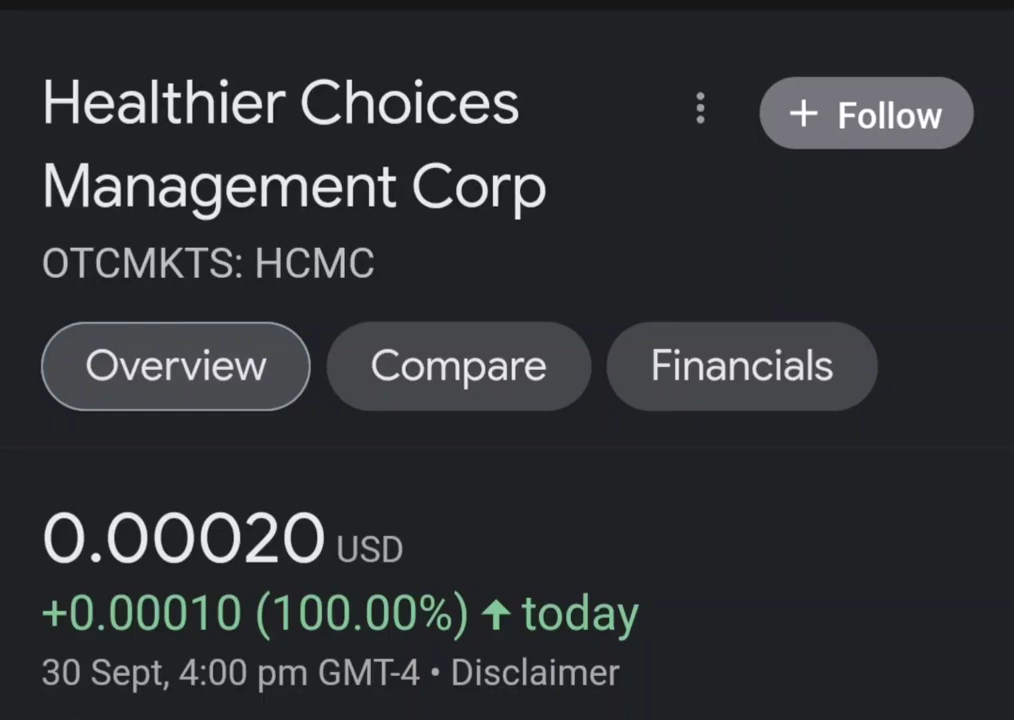 Healthier Choices
Management Corp
+ Follow
OTCMKTS: HCMC
Overview Compare Financials
0.00020 USD
+0.00010 (100.00%) ↑ today
30 Sept, 4:00 pm GMT-4 • Disclaimer